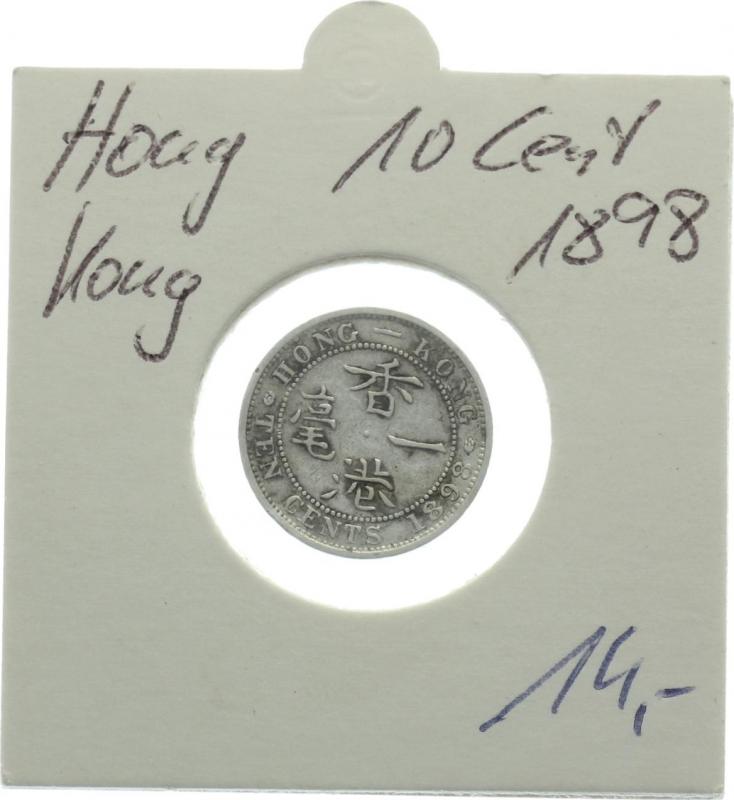 Hong 10 Cent
Kong 1898
HONG – KONG
香
毫 一
港
TEN CENTS 1898
14,-